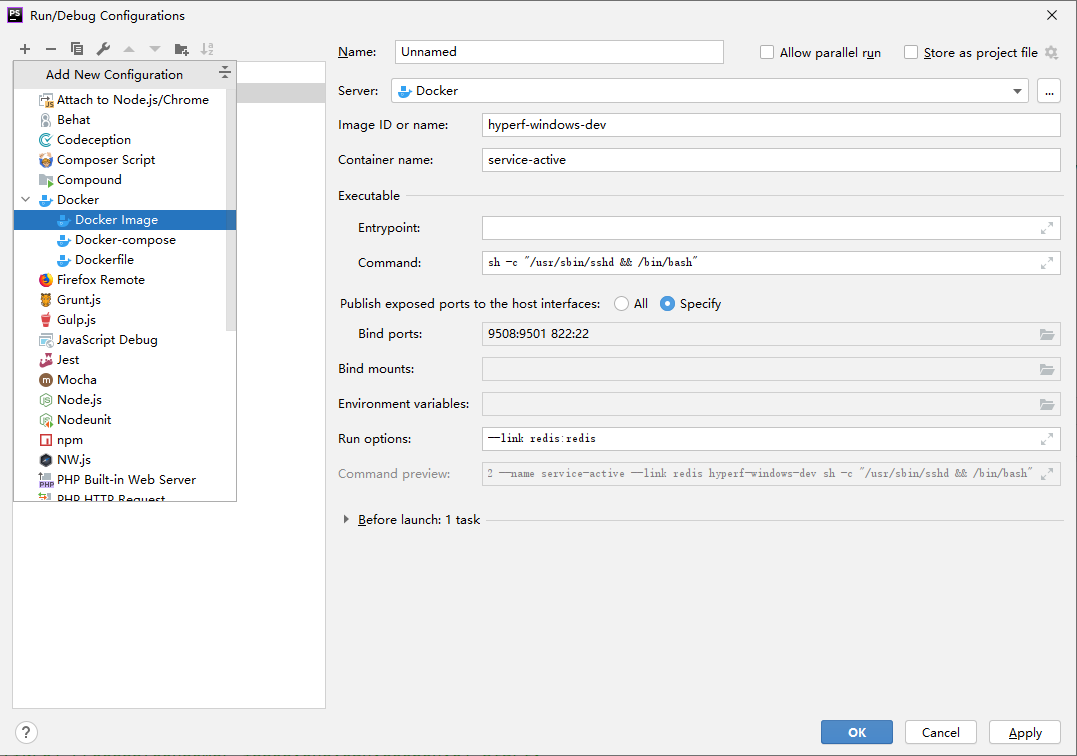 PS Run/Debug Configurations
Name: Unnamed Allow parallel run Store as project file
Add New Configuration
Server: Docker ...
Attach to Node.js/Chrome
Behat
Image ID or name: hyperf-windows-dev
Codeception
Composer Script
Container name: service-active
Compound
Docker
Executable
Docker Image
Entrypoint:
Docker-compose
Dockerfile
Command: sh -c "/usr/sbin/sshd && /bin/bash"
Firefox Remote
Grunt.js
Publish exposed ports to the host interfaces: All Specify
Gulp.js
Bind ports: 9508:9501 822:22
JavaScript Debug
Jest
Bind mounts:
Mocha
Node.js
Environment variables:
Nodeunit
npm
Run options: --link redis:redis
NW.js
PHP Built-in Web Server
Command preview: 2 --name service-active --link redis hyperf-windows-dev sh -c "/usr/sbin/sshd && /bin/bash"
PHP HTTP Request
Before launch: 1 task
? OK Cancel Apply